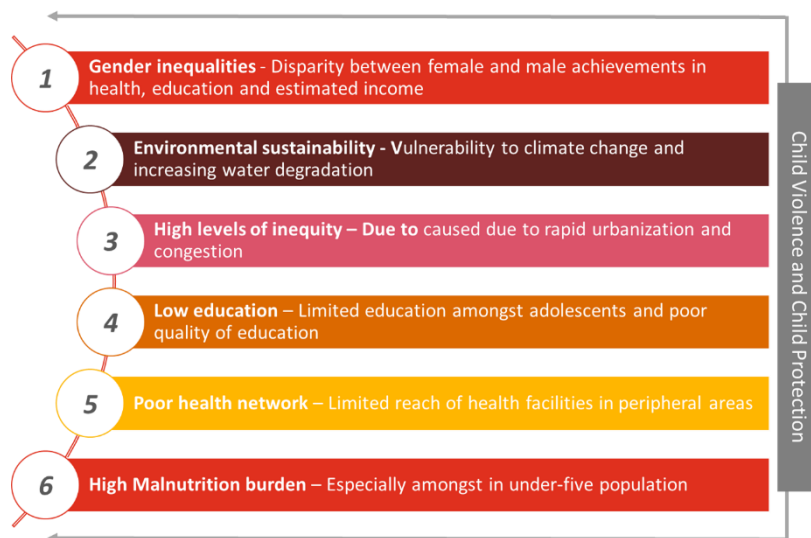 1
Gender inequalities - Disparity between female and male achievements in
health, education and estimated income
2
Environmental sustainability - Vulnerability to climate change and
increasing water degradation
3
High levels of inequity – Due to caused due to rapid urbanization and
congestion
4
Low education – Limited education amongst adolescents and poor
quality of education
5
Poor health network – Limited reach of health facilities in peripheral areas
6
High Malnutrition burden – Especially amongst in under-five population
Child Violence and Child Protection